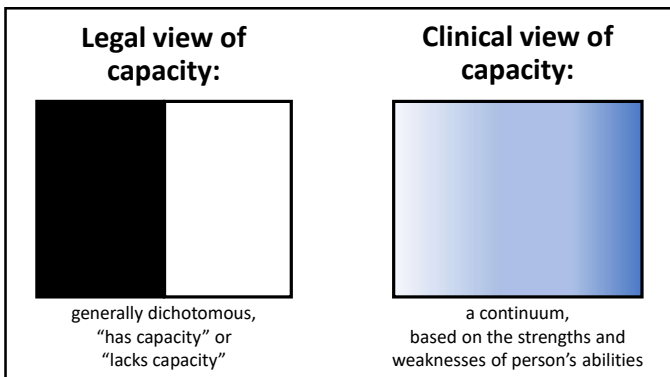 Legal view of
capacity:
generally dichotomous,
“has capacity” or
“lacks capacity”
Clinical view of
capacity:
a continuum,
based on the strengths and
weaknesses of person’s abilities